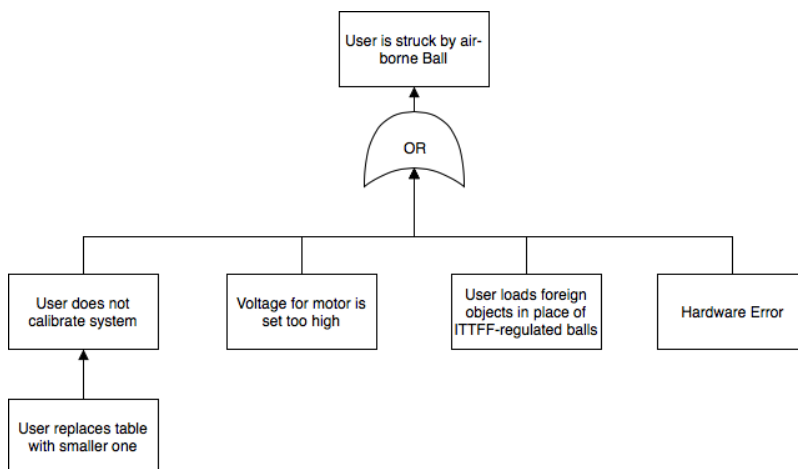 User is struck by air-
borne Ball
OR
User does not
calibrate system
Voltage for motor is
set too high
User loads foreign
objects in place of
ITTFF-regulated balls
Hardware Error
User replaces table
with smaller one